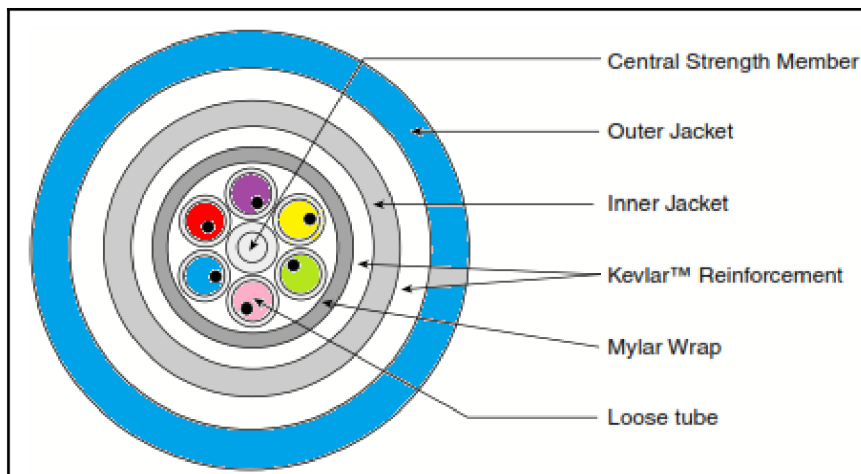 Central Strength Member
Outer Jacket
Inner Jacket
Kevlar™ Reinforcement
Mylar Wrap
Loose tube